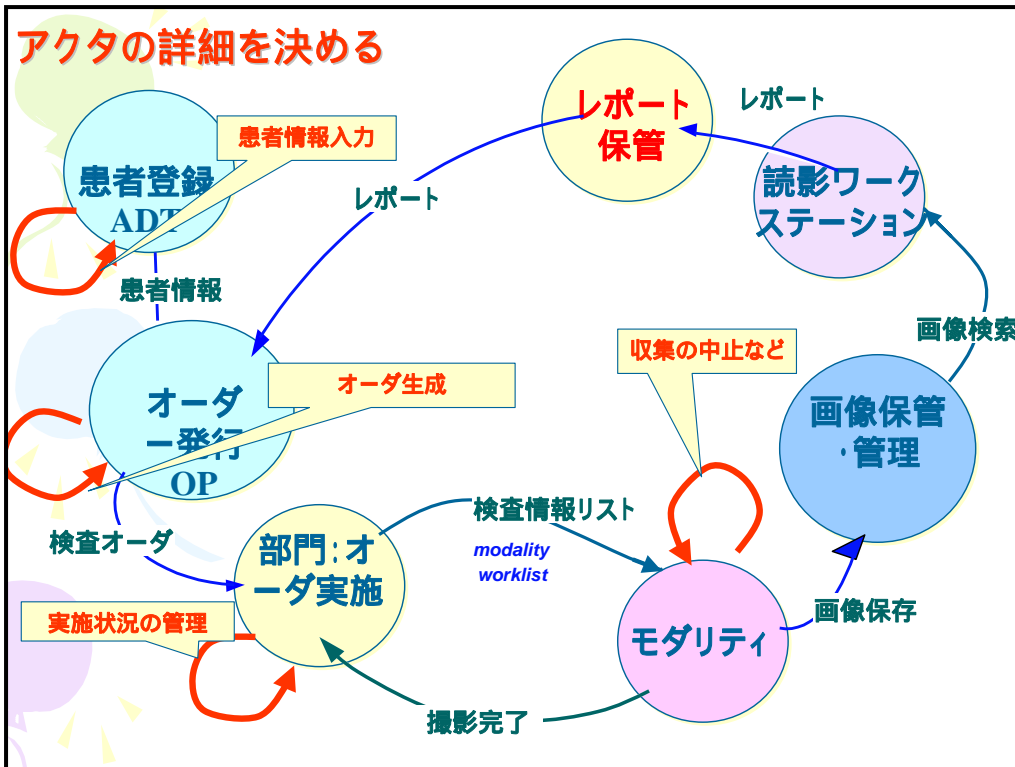 アクタの詳細を決める
患者情報入力
患者登録
ADT
患者情報
レポート
保管
レポート
読影ワーク
ステーション
レポート
画像検索
収集の中止など
オーダ生成
オーダ
ー発行
OP
画像保管
・管理
検査オーダ
部門:オ
ーダ実施
検査情報リスト
modality
worklist
実施状況の管理
モダリティ
画像保存
撮影完了